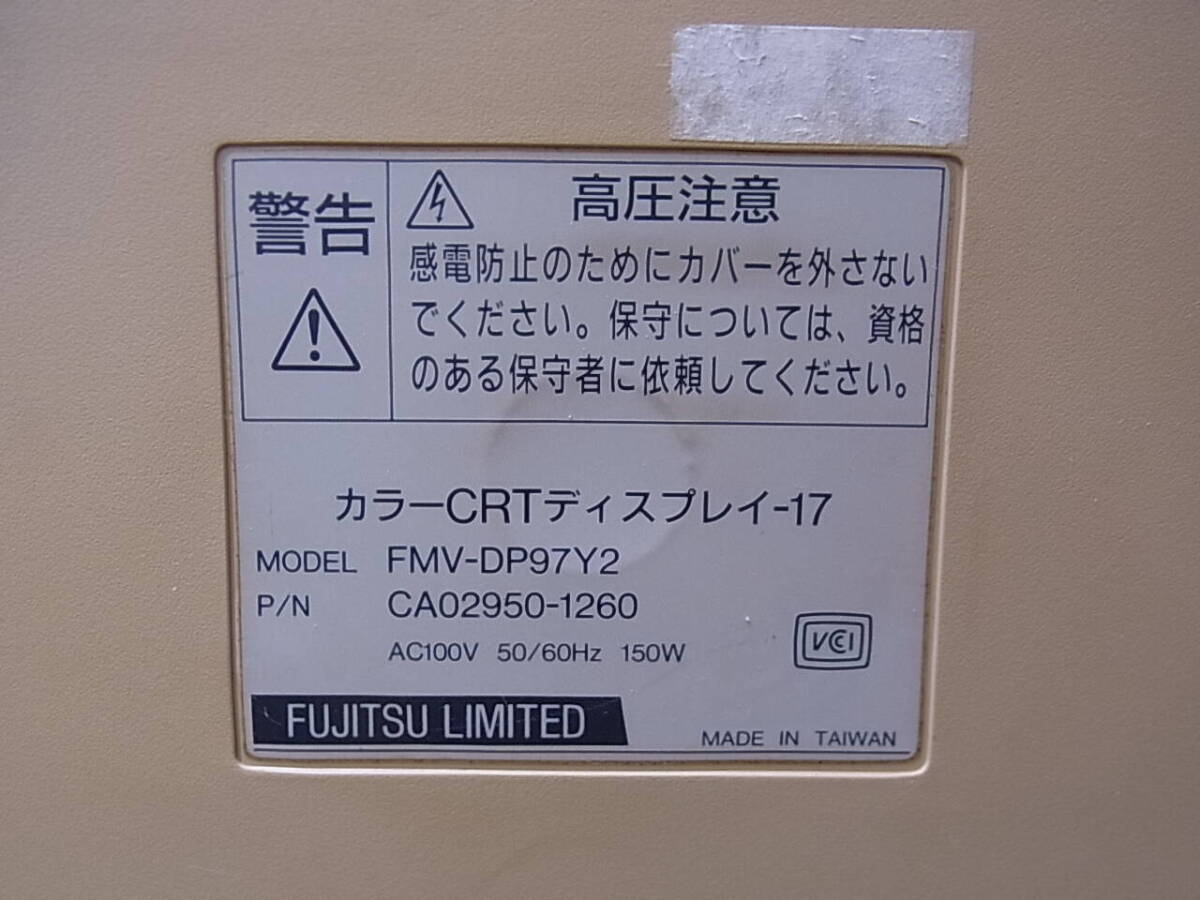 警告
高圧注意
感電防止のためにカバーを外さない
でください。保守については、資格
のある保守者に依頼してください。
カラーCRTディスプレイ-17
MODEL FMV-DP97Y2
P/N CA02950-1260
AC100V 50/60Hz 150W
VCCI
FUJITSU LIMITED
MADE IN TAIWAN